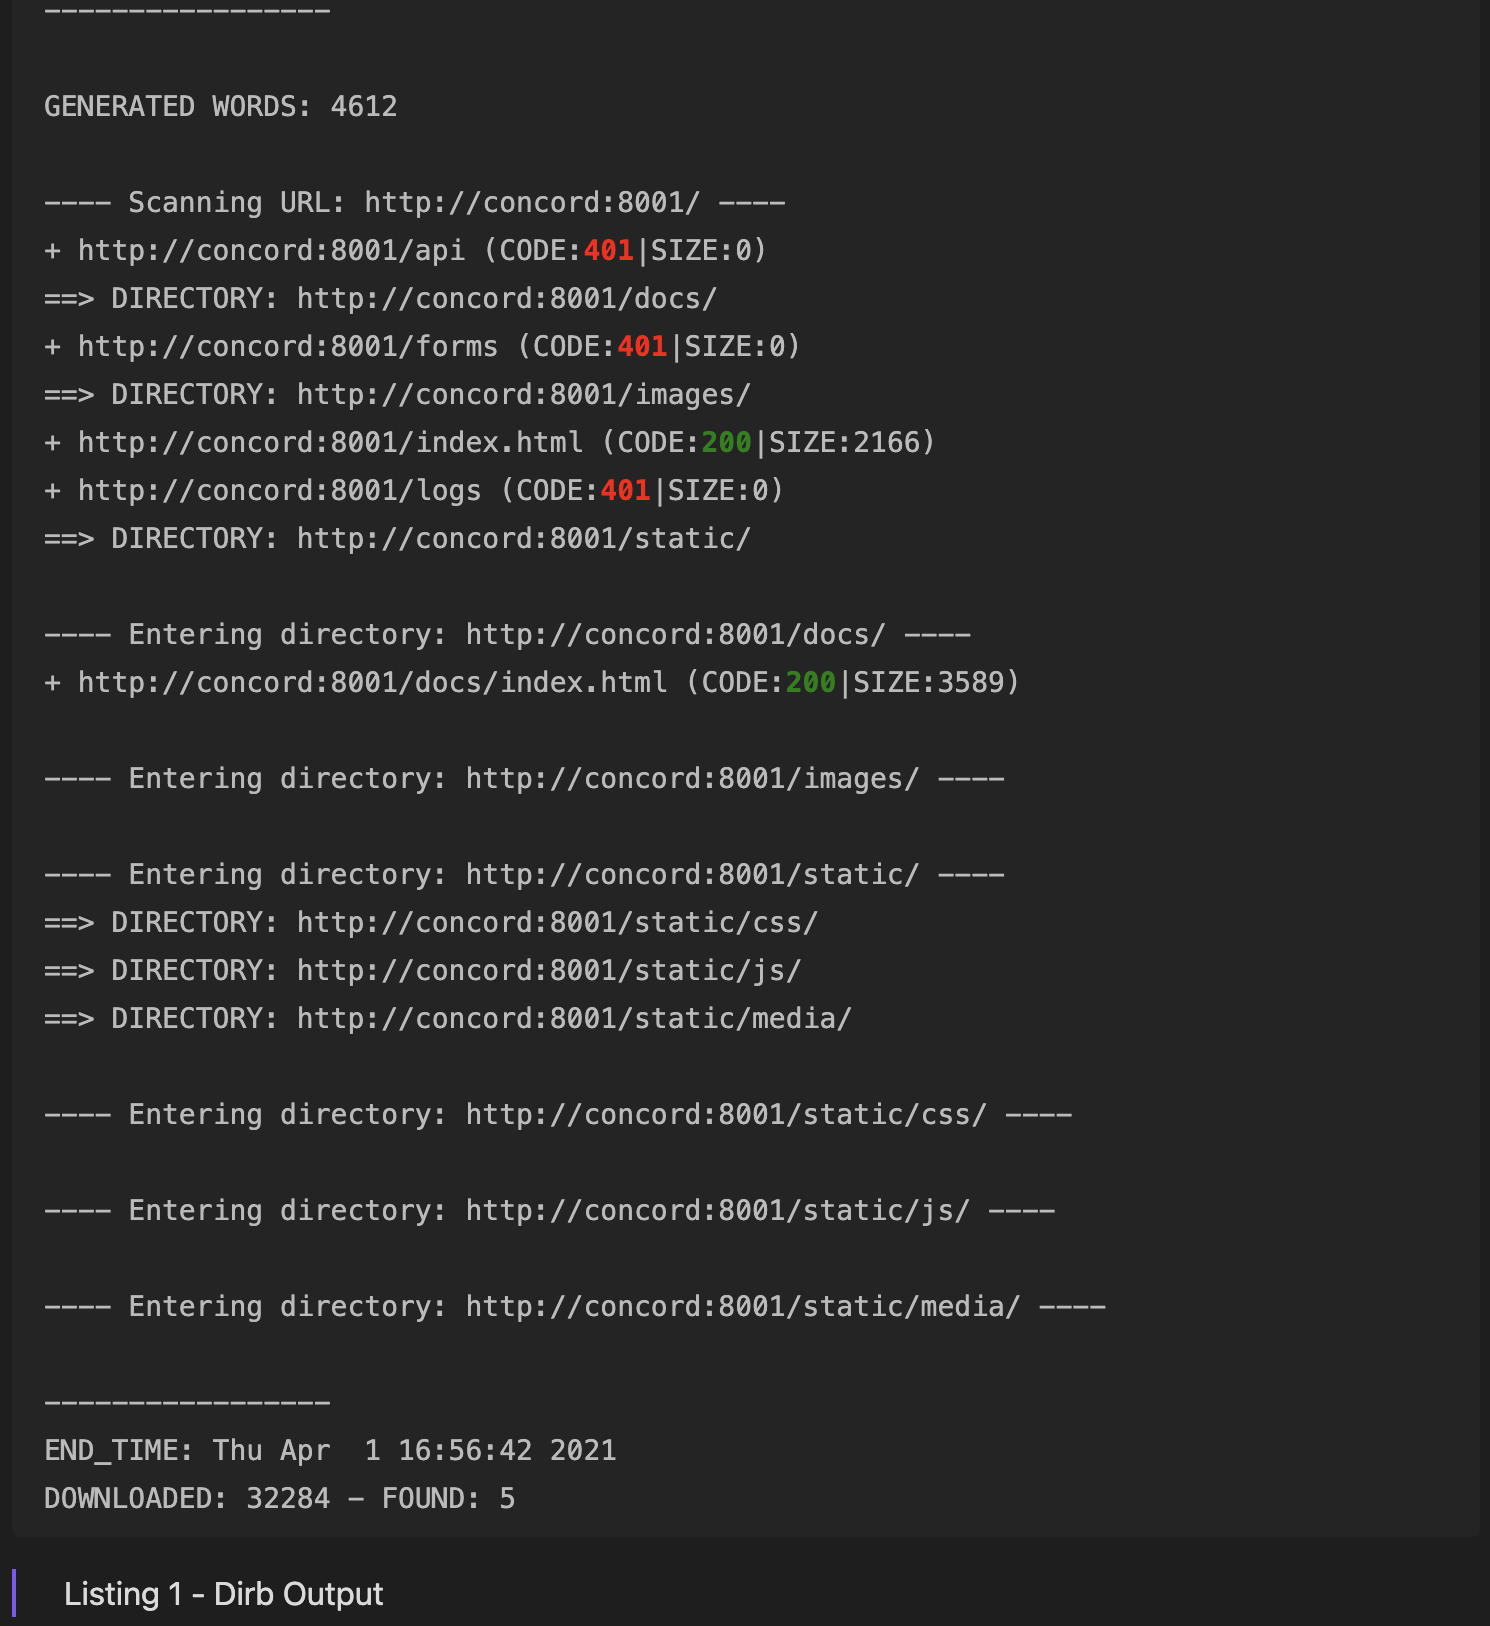 -----------------
GENERATED WORDS: 4612
---- Scanning URL: http://concord:8001/ ----
+ http://concord:8001/api (CODE:401|SIZE:0)
==> DIRECTORY: http://concord:8001/docs/
+ http://concord:8001/forms (CODE:401|SIZE:0)
==> DIRECTORY: http://concord:8001/images/
+ http://concord:8001/index.html (CODE:200|SIZE:2166)
+ http://concord:8001/logs (CODE:401|SIZE:0)
==> DIRECTORY: http://concord:8001/static/
---- Entering directory: http://concord:8001/docs/ ----
+ http://concord:8001/docs/index.html (CODE:200|SIZE:3589)
---- Entering directory: http://concord:8001/images/ ----
---- Entering directory: http://concord:8001/static/ ----
==> DIRECTORY: http://concord:8001/static/css/
==> DIRECTORY: http://concord:8001/static/js/
==> DIRECTORY: http://concord:8001/static/media/
---- Entering directory: http://concord:8001/static/css/ ----
---- Entering directory: http://concord:8001/static/js/ ----
---- Entering directory: http://concord:8001/static/media/ ----
-----------------
END_TIME: Thu Apr  1 16:56:42 2021
DOWNLOADED: 32284 - FOUND: 5
Listing 1 - Dirb Output